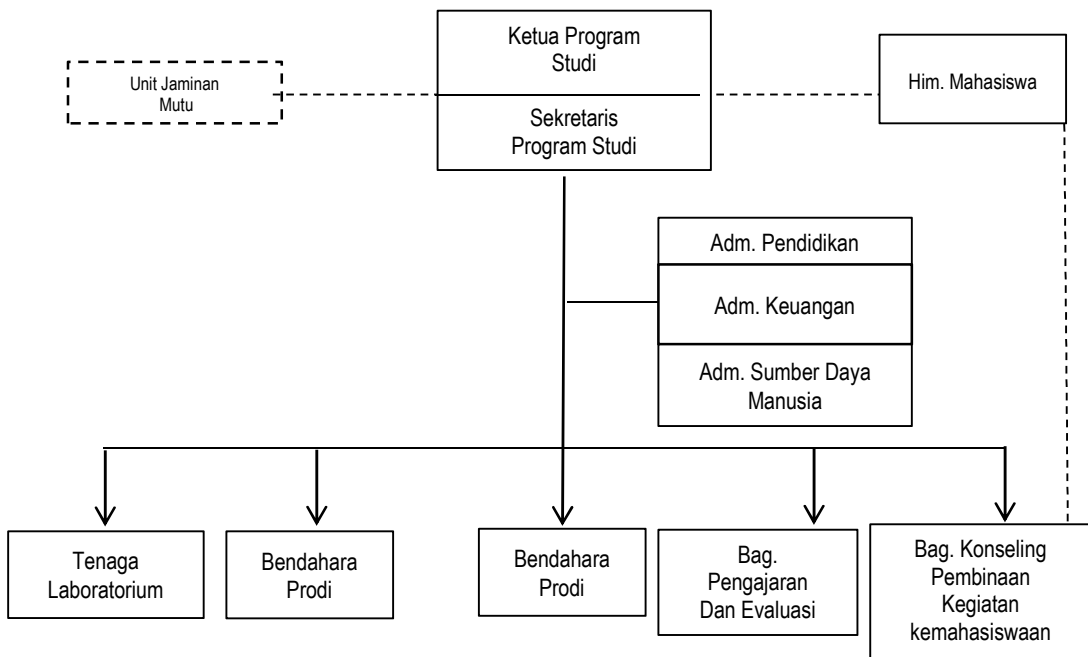 Ketua Program
Studi
Unit Jaminan
Mutu
Him. Mahasiswa
Sekretaris
Program Studi
Adm. Pendidikan
Adm. Keuangan
Adm. Sumber Daya
Manusia
Tenaga
Laboratorium
Bendahara
Prodi
Bendahara
Prodi
Bag.
Pengajaran
Dan Evaluasi
Bag. Konseling
Pembinaan
Kegiatan
kemahasiswaan